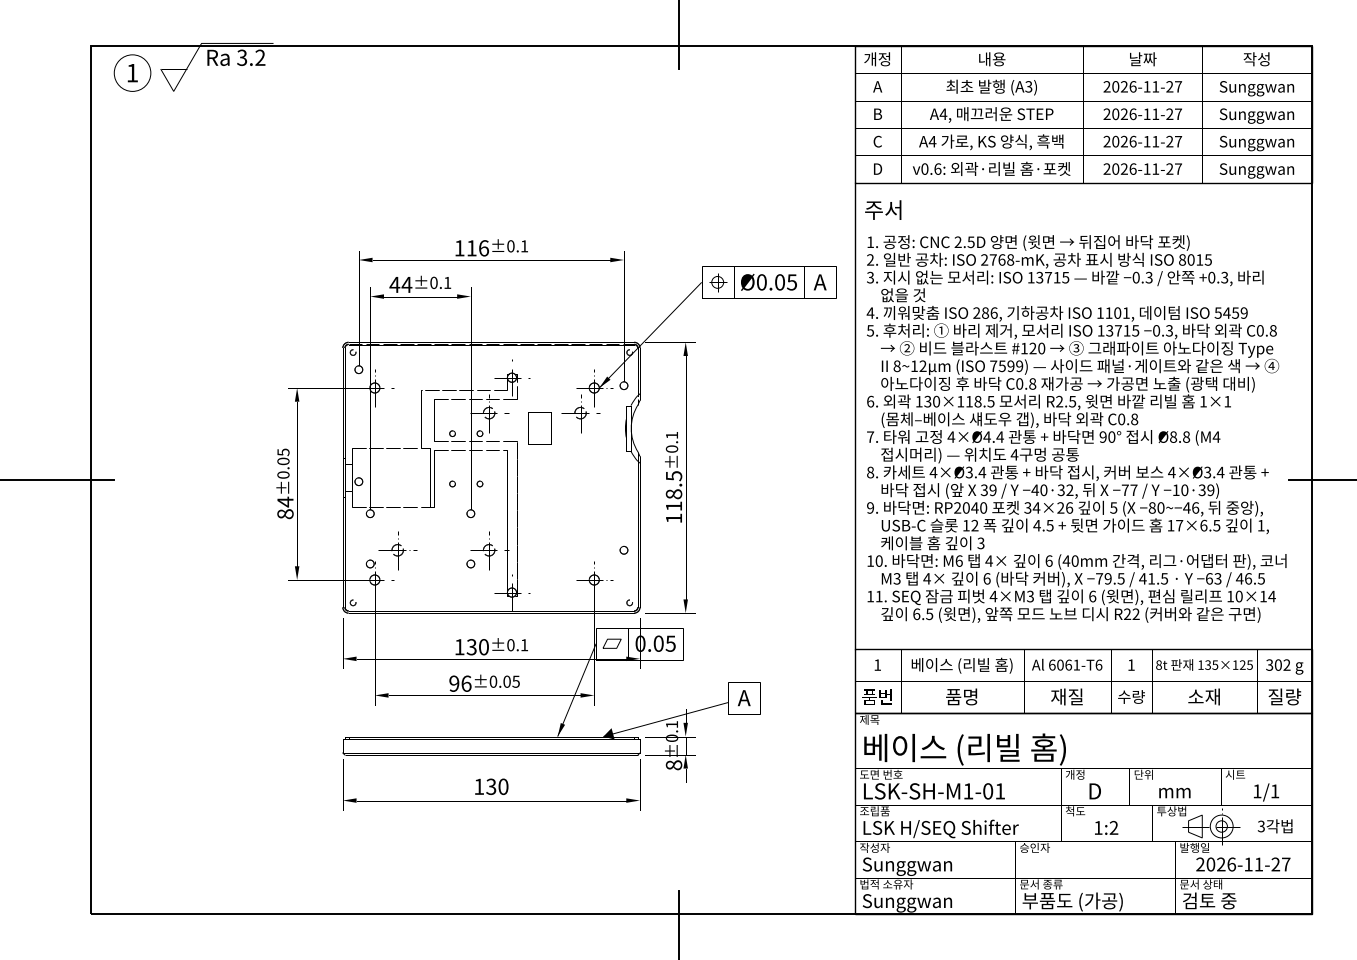 1
Ra 3.2
개정 내용 날짜 작성
A 최초 발행 (A3) 2026-11-27 Sunggwan
B A4, 매끄러운 STEP 2026-11-27 Sunggwan
C A4 가로, KS 양식, 흑백 2026-11-27 Sunggwan
D v0.6: 외곽·리빌 홈·포켓 2026-11-27 Sunggwan
주서
1. 공정: CNC 2.5D 양면 (윗면 → 뒤집어 바닥 포켓)
2. 일반 공차: ISO 2768-mK, 공차 표시 방식 ISO 8015
3. 지시 없는 모서리: ISO 13715 — 바깥 −0.3 / 안쪽 +0.3, 바리
없을 것
4. 끼워맞춤 ISO 286, 기하공차 ISO 1101, 데이텀 ISO 5459
5. 후처리: ① 바리 제거, 모서리 ISO 13715 −0.3, 바닥 외곽 C0.8
→ ② 비드 블라스트 #120 → ③ 그래파이트 아노다이징 Type
II 8~12μm (ISO 7599) — 사이드 패널·게이트와 같은 색 → ④
아노다이징 후 바닥 C0.8 재가공 → 가공면 노출 (광택 대비)
6. 외곽 130×118.5 모서리 R2.5, 윗면 바깥 리빌 홈 1×1
(몸체–베이스 섀도우 갭), 바닥 외곽 C0.8
7. 타워 고정 4×Ø4.4 관통 + 바닥면 90° 접시 Ø8.8 (M4
접시머리) — 위치도 4구멍 공통
8. 카세트 4×Ø3.4 관통 + 바닥 접시, 커버 보스 4×Ø3.4 관통 +
바닥 접시 (앞 X 39 / Y −40·32, 뒤 X −77 / Y −10·39)
9. 바닥면: RP2040 포켓 34×26 깊이 5 (X −80~−46, 뒤 중앙),
USB-C 슬롯 12 폭 깊이 4.5 + 뒷면 가이드 홈 17×6.5 깊이 1,
케이블 홈 깊이 3
10. 바닥면: M6 탭 4× 깊이 6 (40mm 간격, 리그·어댑터 판), 코너
M3 탭 4× 깊이 6 (바닥 커버), X −79.5 / 41.5 · Y −63 / 46.5
11. SEQ 잠금 피벗 4×M3 탭 깊이 6 (윗면), 편심 릴리프 10×14
깊이 6.5 (윗면), 앞쪽 모드 노브 디시 R22 (커버와 같은 구면)
116±0.1
44±0.1
Ø0.05 A
84±0.05
118.5±0.1
130±0.1
0.05
96±0.05
A
8±0.1
130
1 베이스 (리빌 홈) Al 6061-T6 1 8t 판재 135×125 302 g
품번 품명 재질 수량 소재 질량
제목
베이스 (리빌 홈)
도면 번호 개정 단위 시트
LSK-SH-M1-01 D mm 1/1
조립품 척도 투상법
LSK H/SEQ Shifter 1:2 3각법
작성자 승인자 발행일
Sunggwan 2026-11-27
법적 소유자 문서 종류 문서 상태
Sunggwan 부품도 (가공) 검토 중